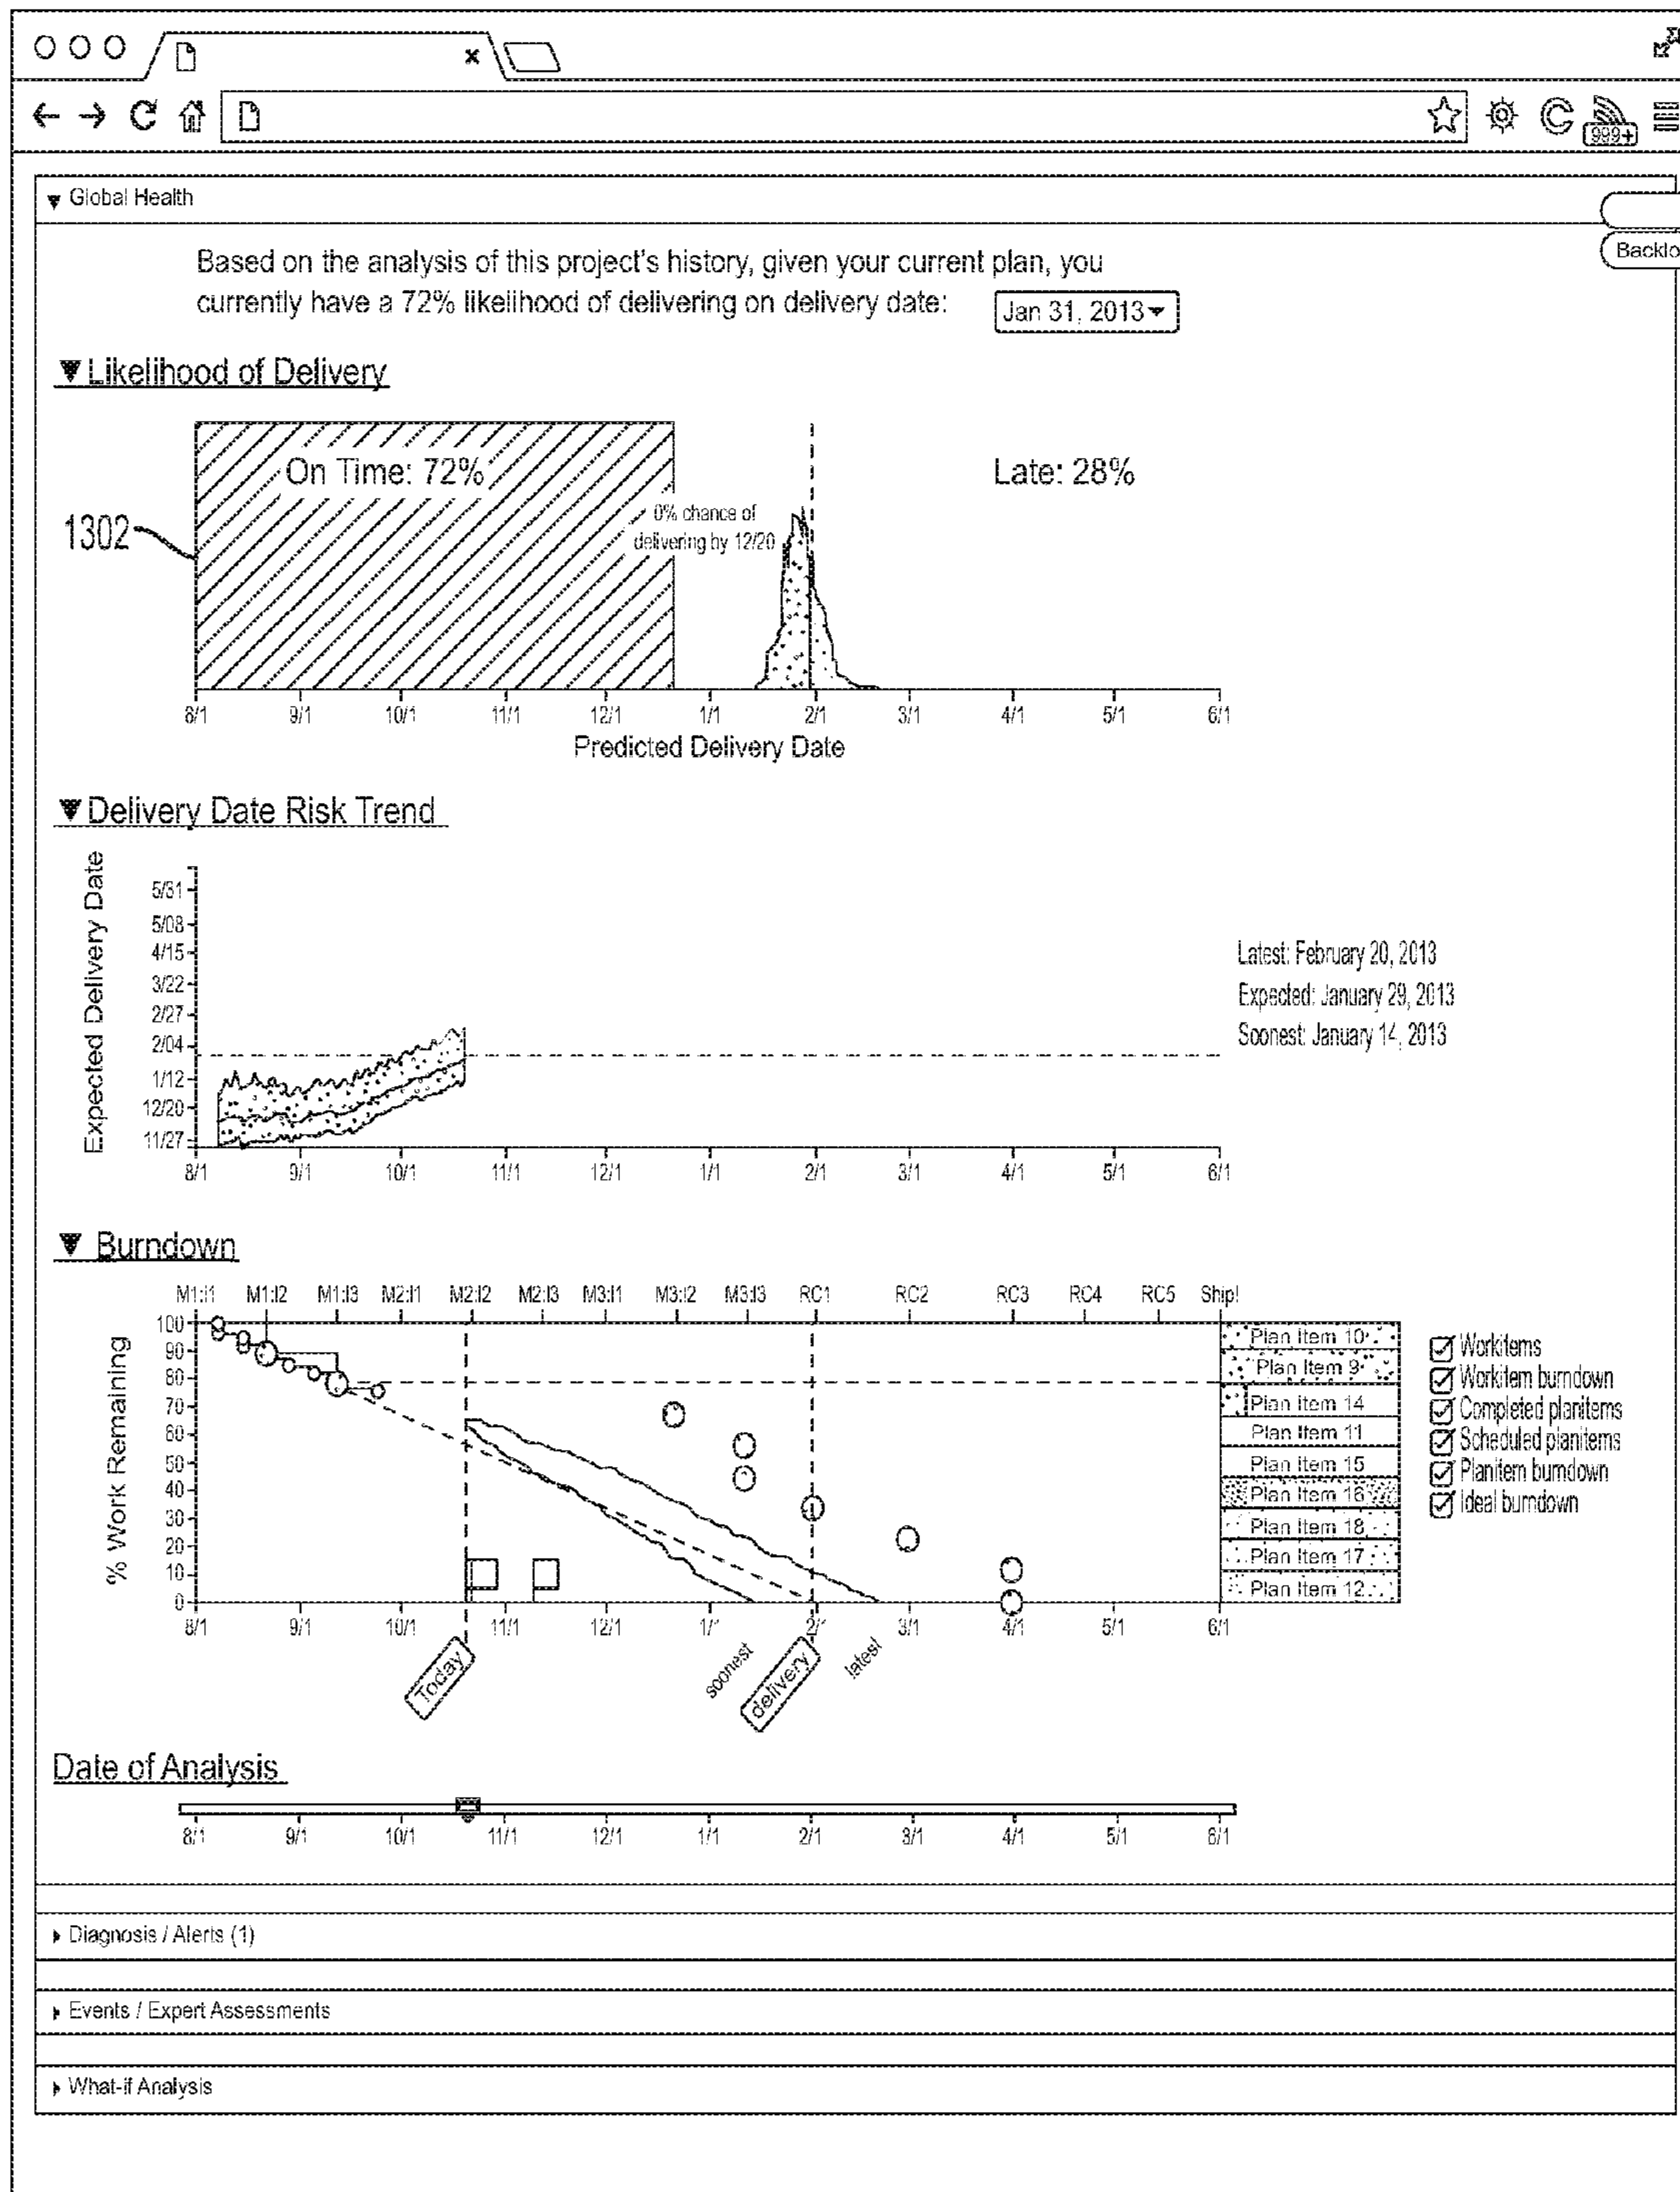 999+
Global Health
Backlo
Based on the analysis of this project's history, given your current plan, you
currently have a 72% likelihood of delivering on delivery date:
Jan 31, 2013
Likelihood of Delivery
On Time: 72%
Late: 28%
0% chance of
delivering by 12/20
1302
8/1 9/1 10/1 11/1 12/1 1/1 2/1 3/1 4/1 5/1 6/1
Predicted Delivery Date
Delivery Date Risk Trend
Expected Delivery Date
5/31
5/08
4/15
3/22
2/27
2/04
1/12
12/20
11/27
8/1 9/1 10/1 11/1 12/1 1/1 2/1 3/1 4/1 5/1 6/1
Latest: February 20, 2013
Expected: January 29, 2013
Soonest: January 14, 2013
Burndown
M1:I1 M1:I2 M1:I3 M2:I1 M2:I2 M2:I3 M3:I1 M3:I2 M3:I3 RC1 RC2 RC3 RC4 RC5 Ship!
% Work Remaining
100
90
80
70
60
50
40
30
20
10
0
Plan Item 10
Plan Item 9
Plan Item 14
Plan Item 11
Plan Item 15
Plan Item 16
Plan Item 18
Plan Item 17
Plan Item 12
Workitems
Workitem burndown
Completed planitems
Scheduled planitems
Planitem burndown
Ideal burndown
8/1 9/1 10/1 11/1 12/1 1/1 2/1 3/1 4/1 5/1 6/1
Today
soonest
delivery
latest
Date of Analysis
8/1 9/1 10/1 11/1 12/1 1/1 2/1 3/1 4/1 5/1 6/1
Diagnosis / Alerts (1)
Events / Expert Assessments
What-if Analysis